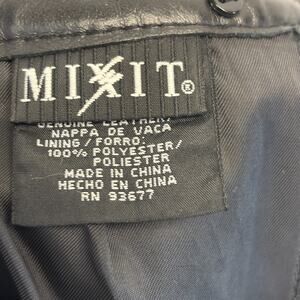 MIXIT®
GENUINE LEATHER/
NAPPA DE VACA
LINING / FORRO:
100% POLYESTER/
POLIESTER
MADE IN CHINA
HECHO EN CHINA
RN 93677